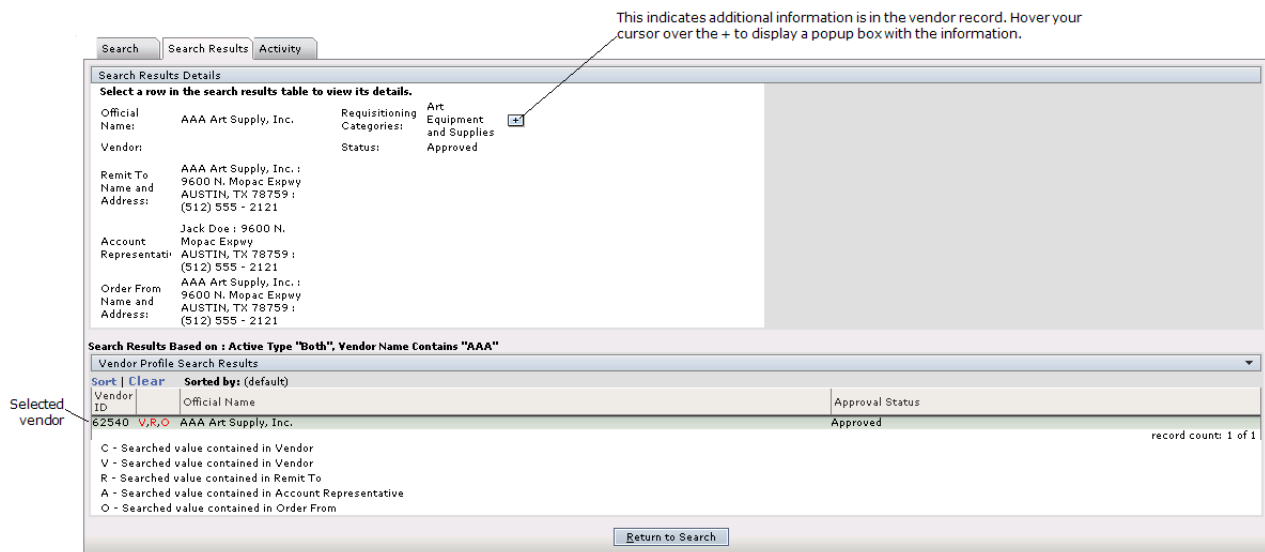 This indicates additional information is in the vendor record. Hover your
cursor over the + to display a popup box with the information.
Search Search Results Activity
Search Results Details
Select a row in the search results table to view its details.
Official
Name:
AAA Art Supply, Inc.
Requisitioning
Categories:
Art
Equipment
and Supplies
+
Vendor:
Status:
Approved
Remit To
Name and
Address:
AAA Art Supply, Inc. :
9600 N. Mopac Expwy
AUSTIN, TX 78759 :
(512) 555 - 2121
Account
Representati
Jack Doe : 9600 N.
Mopac Expwy
AUSTIN, TX 78759 :
(512) 555 - 2121
Order From
Name and
Address:
AAA Art Supply, Inc. :
9600 N. Mopac Expwy
AUSTIN, TX 78759 :
(512) 555 - 2121
Search Results Based on : Active Type "Both", Vendor Name Contains "AAA"
Vendor Profile Search Results
Sort | Clear Sorted by: (default)
Vendor
ID
Official Name
Approval Status
Selected
vendor
62540 V,R,O AAA Art Supply, Inc. Approved
record count: 1 of 1
C - Searched value contained in Vendor
V - Searched value contained in Vendor
R - Searched value contained in Remit To
A - Searched value contained in Account Representative
O - Searched value contained in Order From
Return to Search